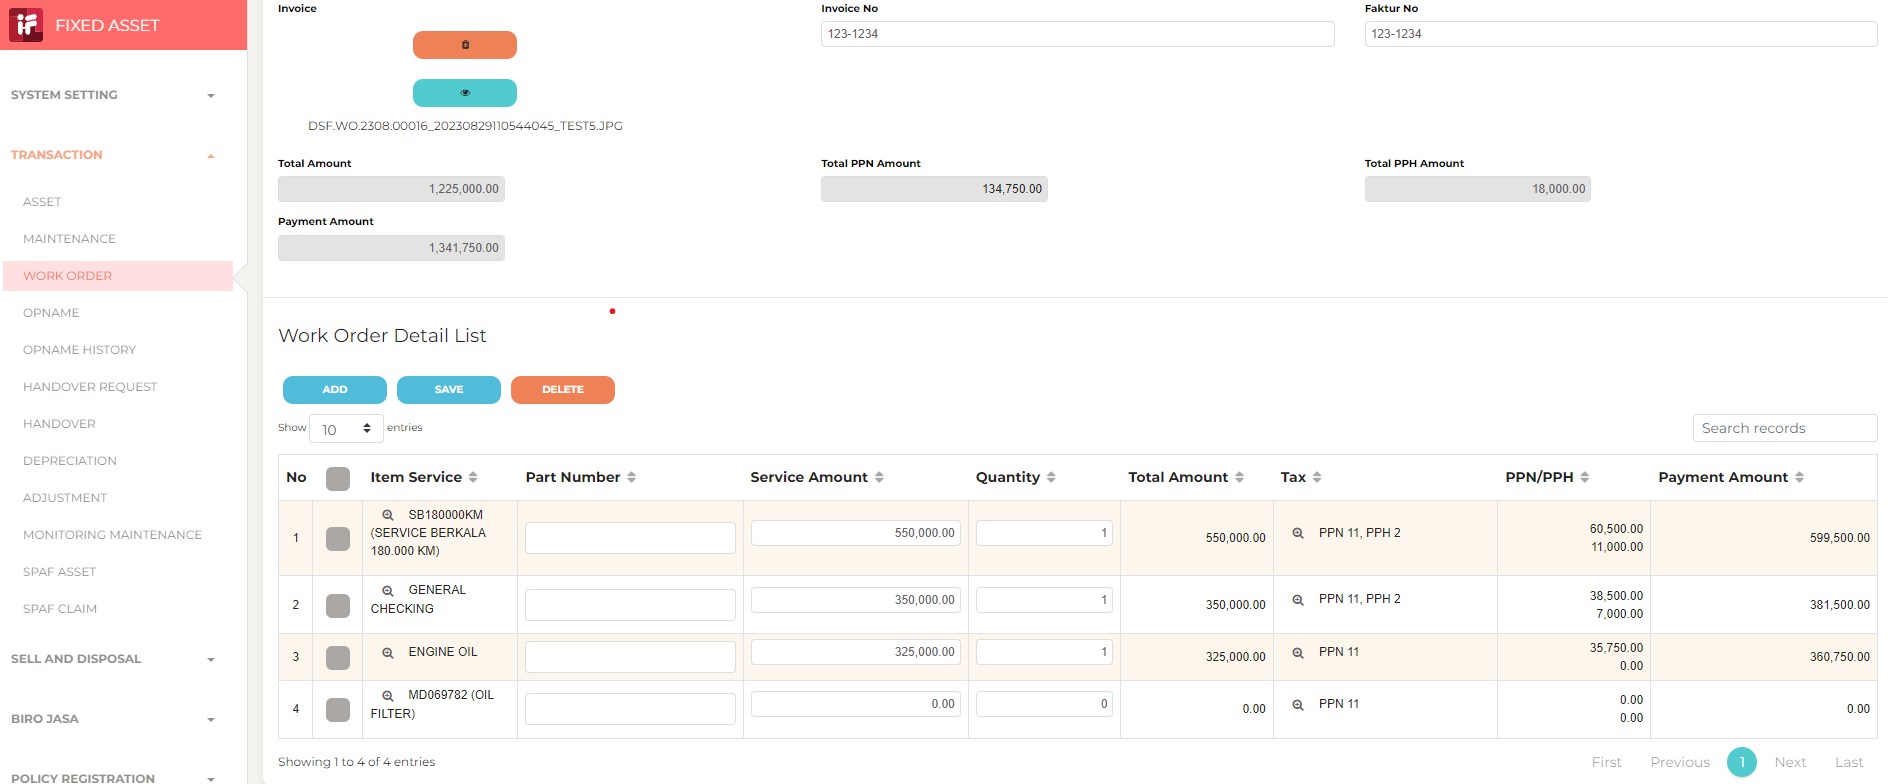 FIXED ASSET
SYSTEM SETTING
TRANSACTION
ASSET
MAINTENANCE
WORK ORDER
OPNAME
OPNAME HISTORY
HANDOVER REQUEST
HANDOVER
DEPRECIATION
ADJUSTMENT
MONITORING MAINTENANCE
SPAF ASSET
SPAF CLAIM
SELL AND DISPOSAL
BIRO JASA
POLICY REGISTRATION
Invoice
Invoice No
Faktur No
123-1234
123-1234
DSF.WO.2308.00016_20230829110544045_TEST5.JPG
Total Amount
Total PPN Amount
Total PPH Amount
1,225,000.00
134,750.00
18,000.00
Payment Amount
1,341,750.00
Work Order Detail List
ADD SAVE DELETE
Show 10 entries
Search records
No Item Service Part Number Service Amount Quantity Total Amount Tax PPN/PPH Payment Amount
1 SB180000KM (SERVICE BERKALA 180.000 KM) 550,000.00 1 550,000.00 PPN 11, PPH 2 60,500.00 11,000.00 599,500.00
2 GENERAL CHECKING 350,000.00 1 350,000.00 PPN 11, PPH 2 38,500.00 7,000.00 381,500.00
3 ENGINE OIL 325,000.00 1 325,000.00 PPN 11 35,750.00 0.00 360,750.00
4 MD069782 (OIL FILTER) 0.00 0 0.00 PPN 11 0.00 0.00 0.00
Showing 1 to 4 of 4 entries
First Previous 1 Next Last